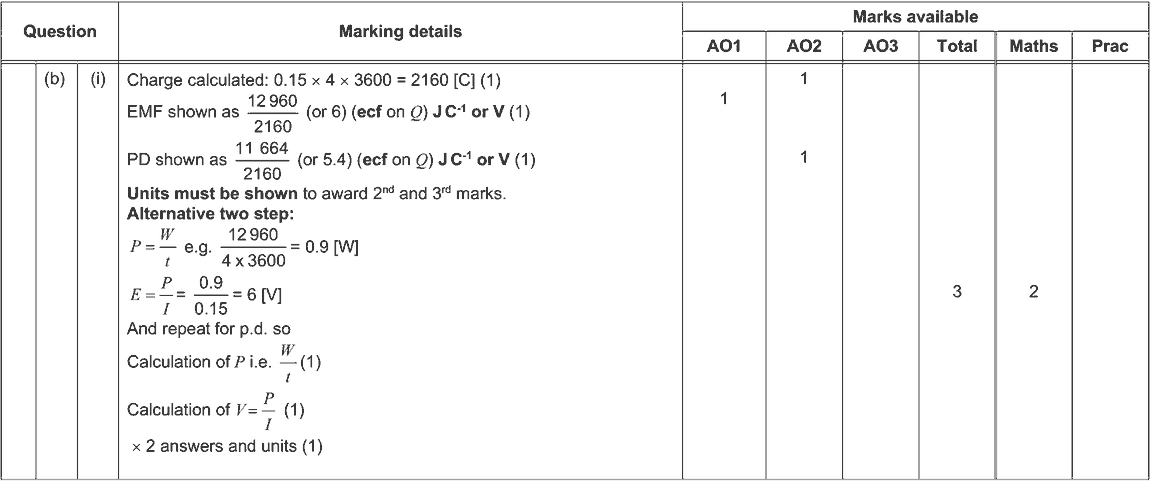 Question Marking details Marks available
AO1 AO2 AO3 Total Maths Prac
(b) (i) Charge calculated: 0.15 × 4 × 3600 = 2160 [C] (1) 1
EMF shown as 12 960 / 2160 (or 6) (ecf on Q) J C⁻¹ or V (1) 1
PD shown as 11 664 / 2160 (or 5.4) (ecf on Q) J C⁻¹ or V (1) 1
Units must be shown to award 2ⁿᵈ and 3ʳᵈ marks.
Alternative two step:
P = W / t e.g. 12 960 / 4 x 3600 = 0.9 [W]
E = P / I = 0.9 / 0.15 = 6 [V] 3 2
And repeat for p.d. so
Calculation of P i.e. W / t (1)
Calculation of V = P / I (1)
× 2 answers and units (1)